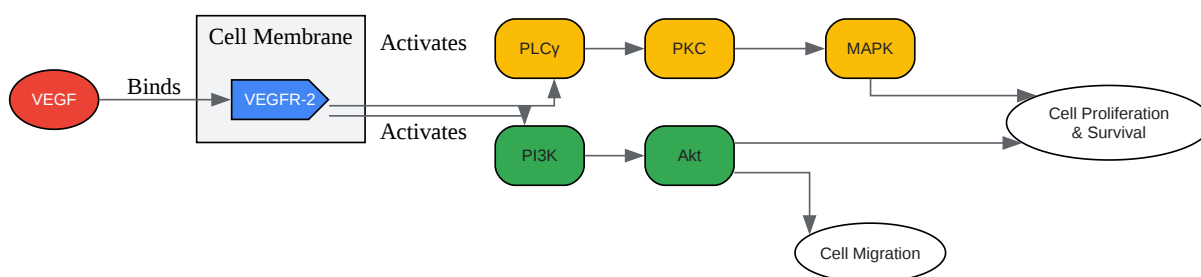 Cell Membrane
Activates
PLCγ
PKC
MAPK
VEGF
Binds
VEGFR-2
Cell Proliferation
& Survival
Activates
PI3K
Akt
Cell Migration